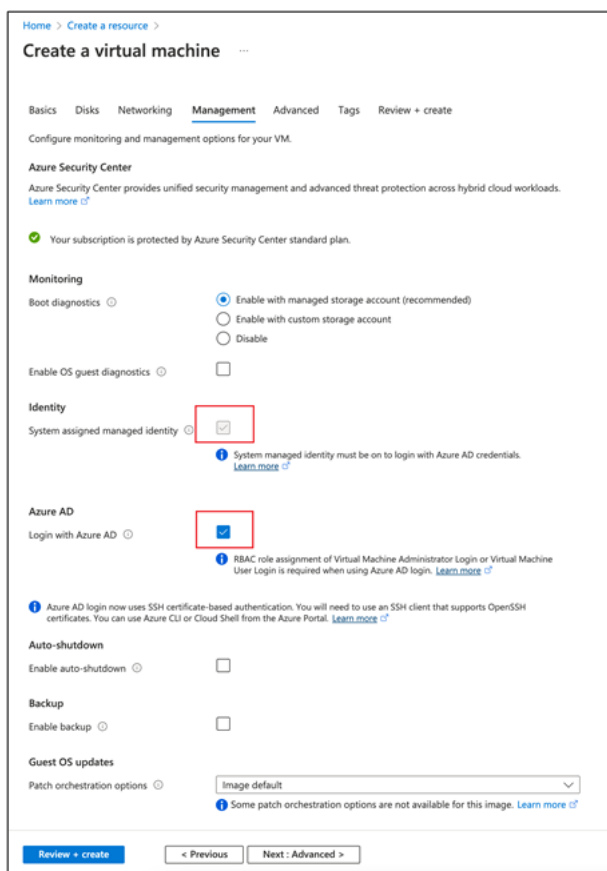 Home > Create a resource >
Create a virtual machine ...
Basics Disks Networking Management Advanced Tags Review + create
Configure monitoring and management options for your VM.
Azure Security Center
Azure Security Center provides unified security management and advanced threat protection across hybrid cloud workloads.
Learn more
Your subscription is protected by Azure Security Center standard plan.
Monitoring
Boot diagnostics
Enable with managed storage account (recommended)
Enable with custom storage account
Disable
Enable OS guest diagnostics
Identity
System assigned managed identity
System managed identity must be on to login with Azure AD credentials.
Learn more
Azure AD
Login with Azure AD
RBAC role assignment of Virtual Machine Administrator Login or Virtual Machine
User Login is required when using Azure AD login. Learn more
Azure AD login now uses SSH certificate-based authentication. You will need to use an SSH client that supports OpenSSH
certificates. You can use Azure CLI or Cloud Shell from the Azure Portal. Learn more
Auto-shutdown
Enable auto-shutdown
Backup
Enable backup
Guest OS updates
Patch orchestration options
Image default
Some patch orchestration options are not available for this image. Learn more
Review + create < Previous Next : Advanced >